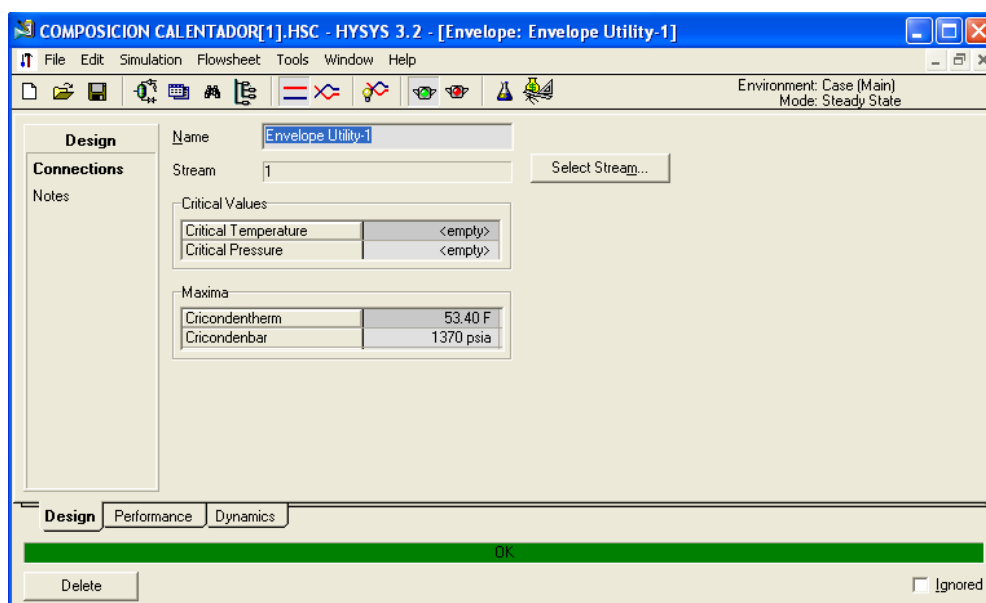 COMPOSICION CALENTADOR[1].HSC - HYSYS 3.2 - [Envelope: Envelope Utility-1]
File Edit Simulation Flowsheet Tools Window Help
Environment: Case (Main)
Mode: Steady State
Design
Connections
Notes
Name Envelope Utility-1
Stream 1 Select Stream...
Critical Values
Critical Temperature <empty>
Critical Pressure <empty>
Maxima
Cricondentherm 53.40 F
Cricondenbar 1370 psia
Design Performance Dynamics
OK
Delete Ignored